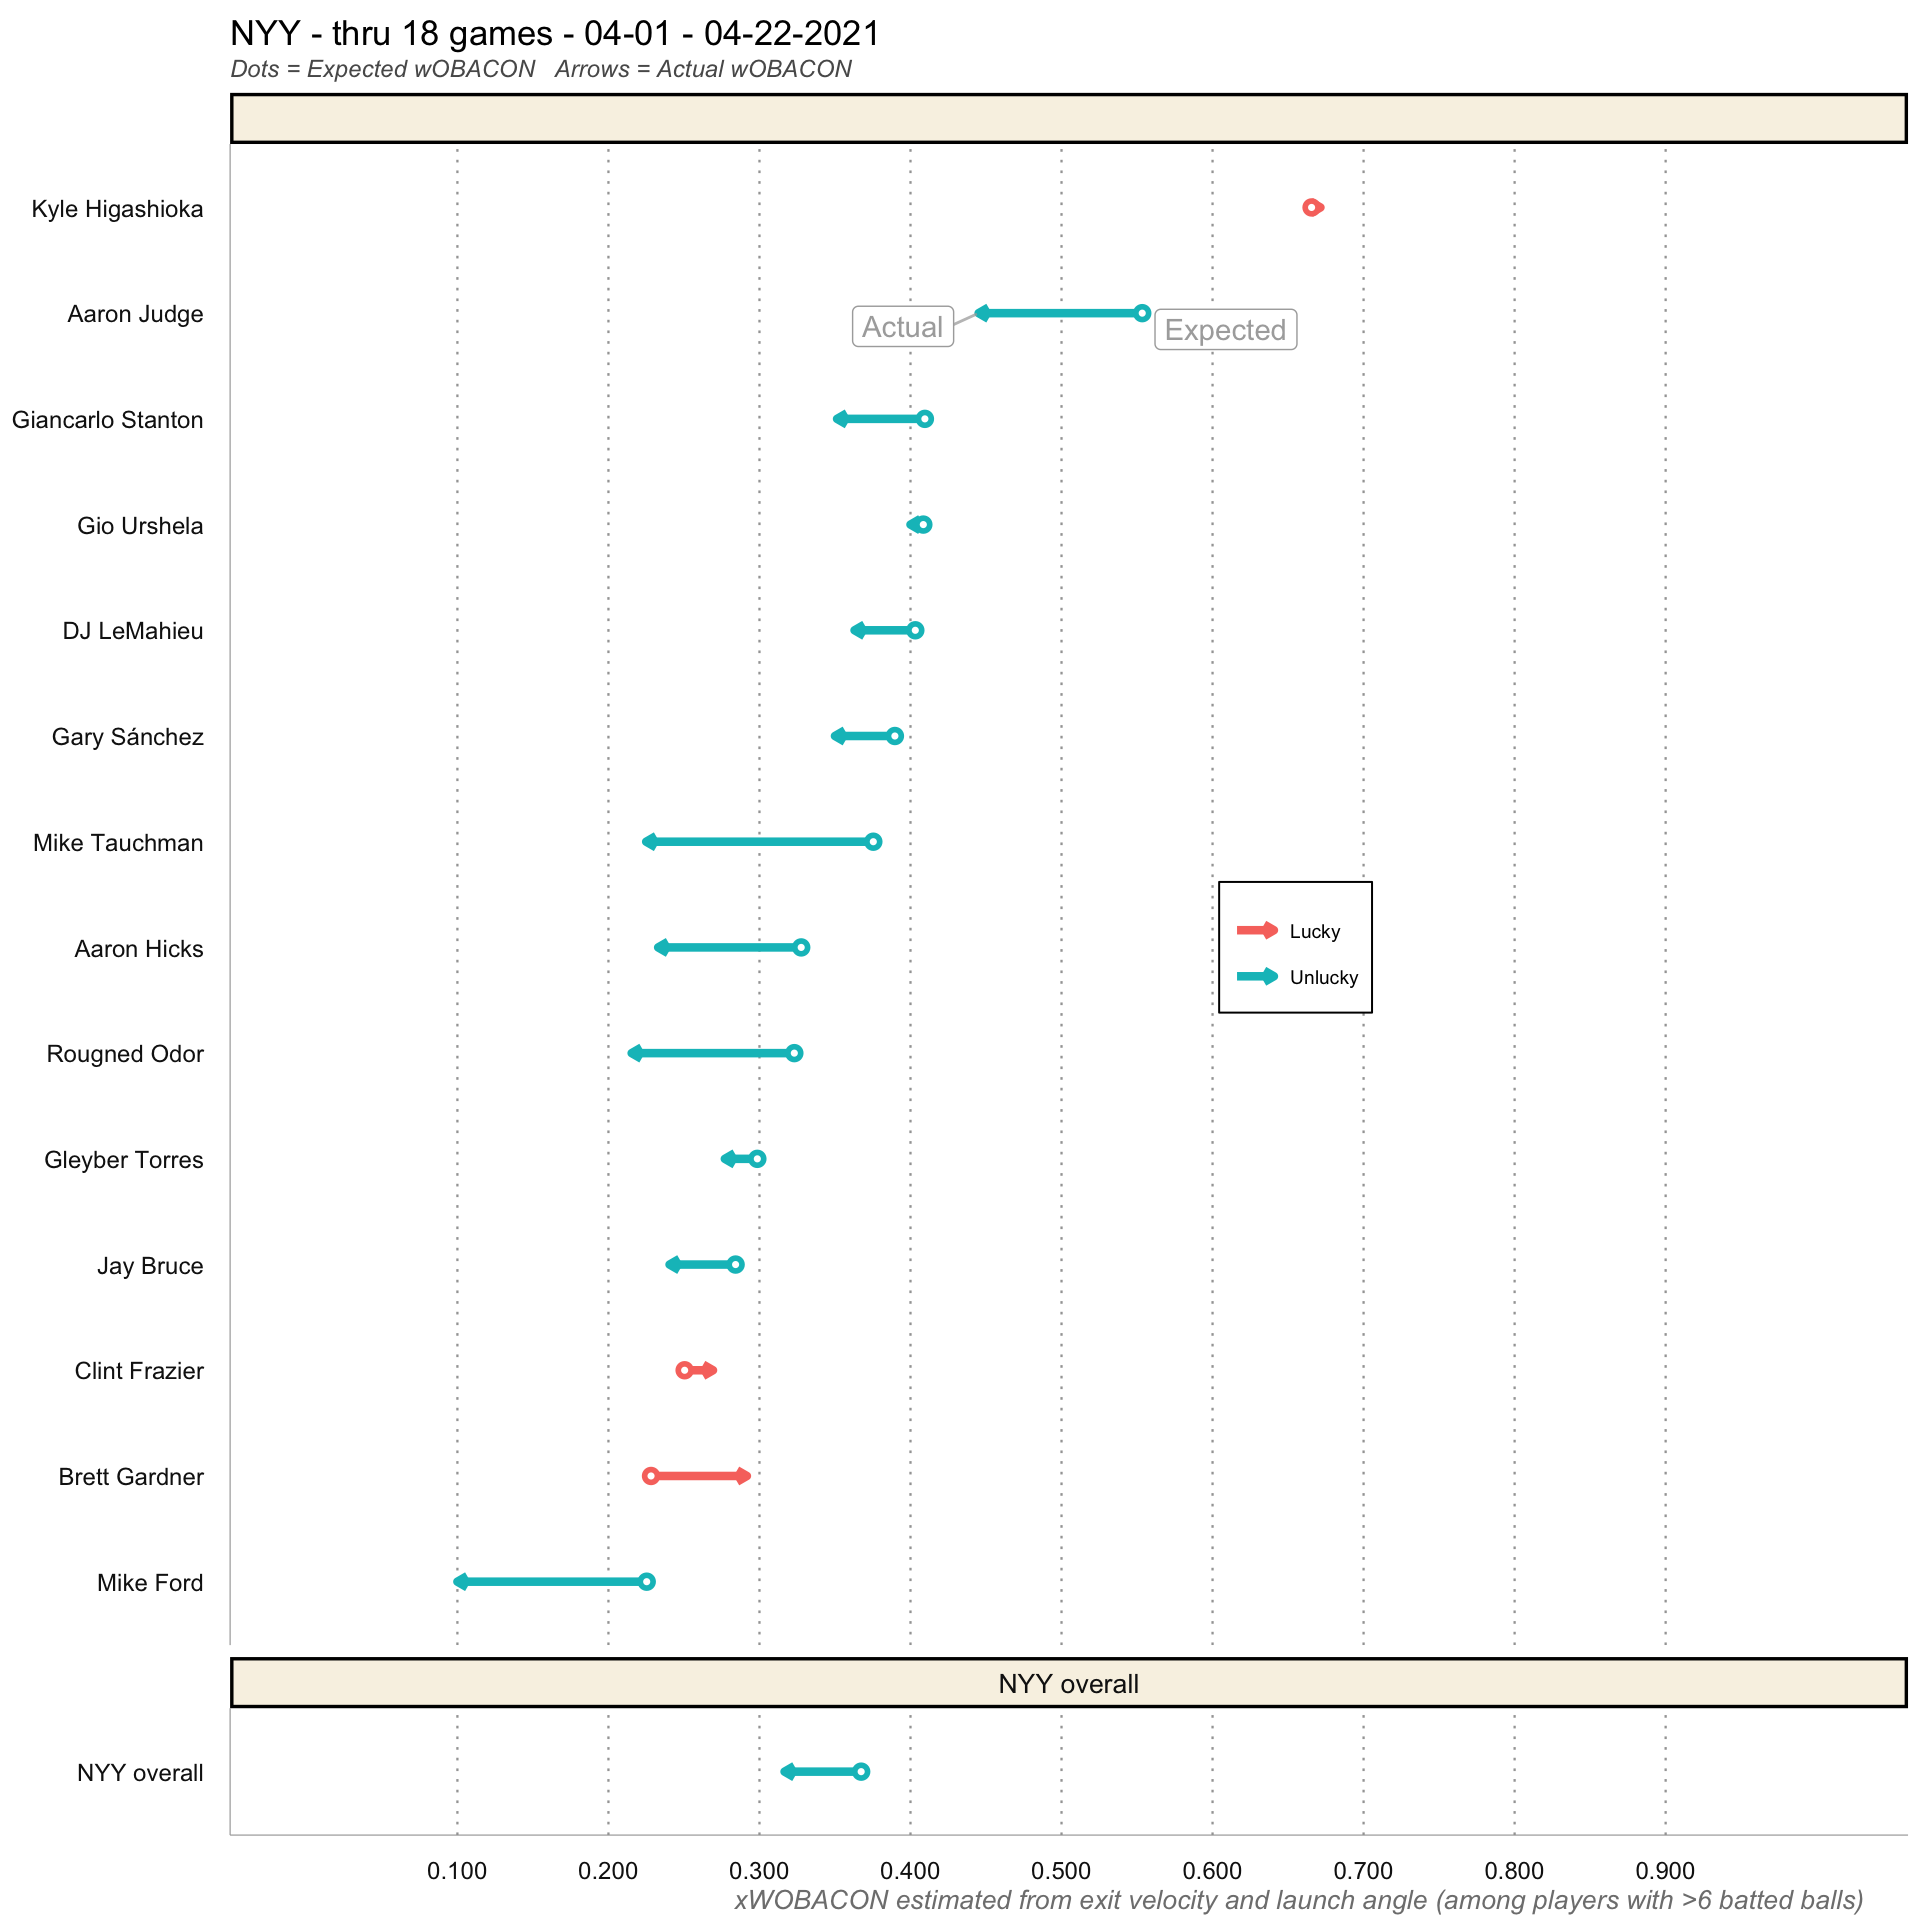 NYY - thru 18 games - 04-01 - 04-22-2021
Dots = Expected wOBACON   Arrows = Actual wOBACON
Kyle Higashioka
Aaron Judge
Actual
Expected
Giancarlo Stanton
Gio Urshela
DJ LeMahieu
Gary Sánchez
Mike Tauchman
Aaron Hicks
Lucky
Unlucky
Rougned Odor
Gleyber Torres
Jay Bruce
Clint Frazier
Brett Gardner
Mike Ford
NYY overall
NYY overall
0.100 0.200 0.300 0.400 0.500 0.600 0.700 0.800 0.900
xWOBACON estimated from exit velocity and launch angle (among players with >6 batted balls)